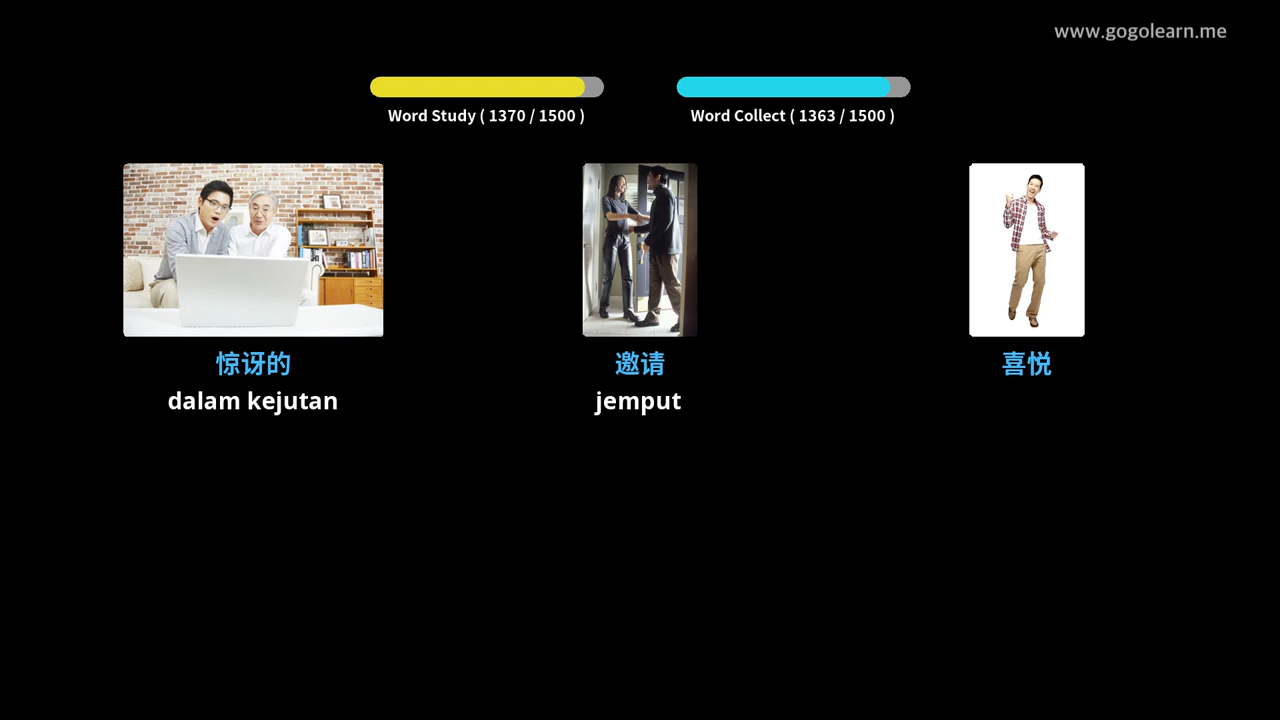 www.gogolearn.me
Word Study ( 1370 / 1500 )
Word Collect ( 1363 / 1500 )
惊讶的
dalam kejutan
邀请
jemput
喜悦